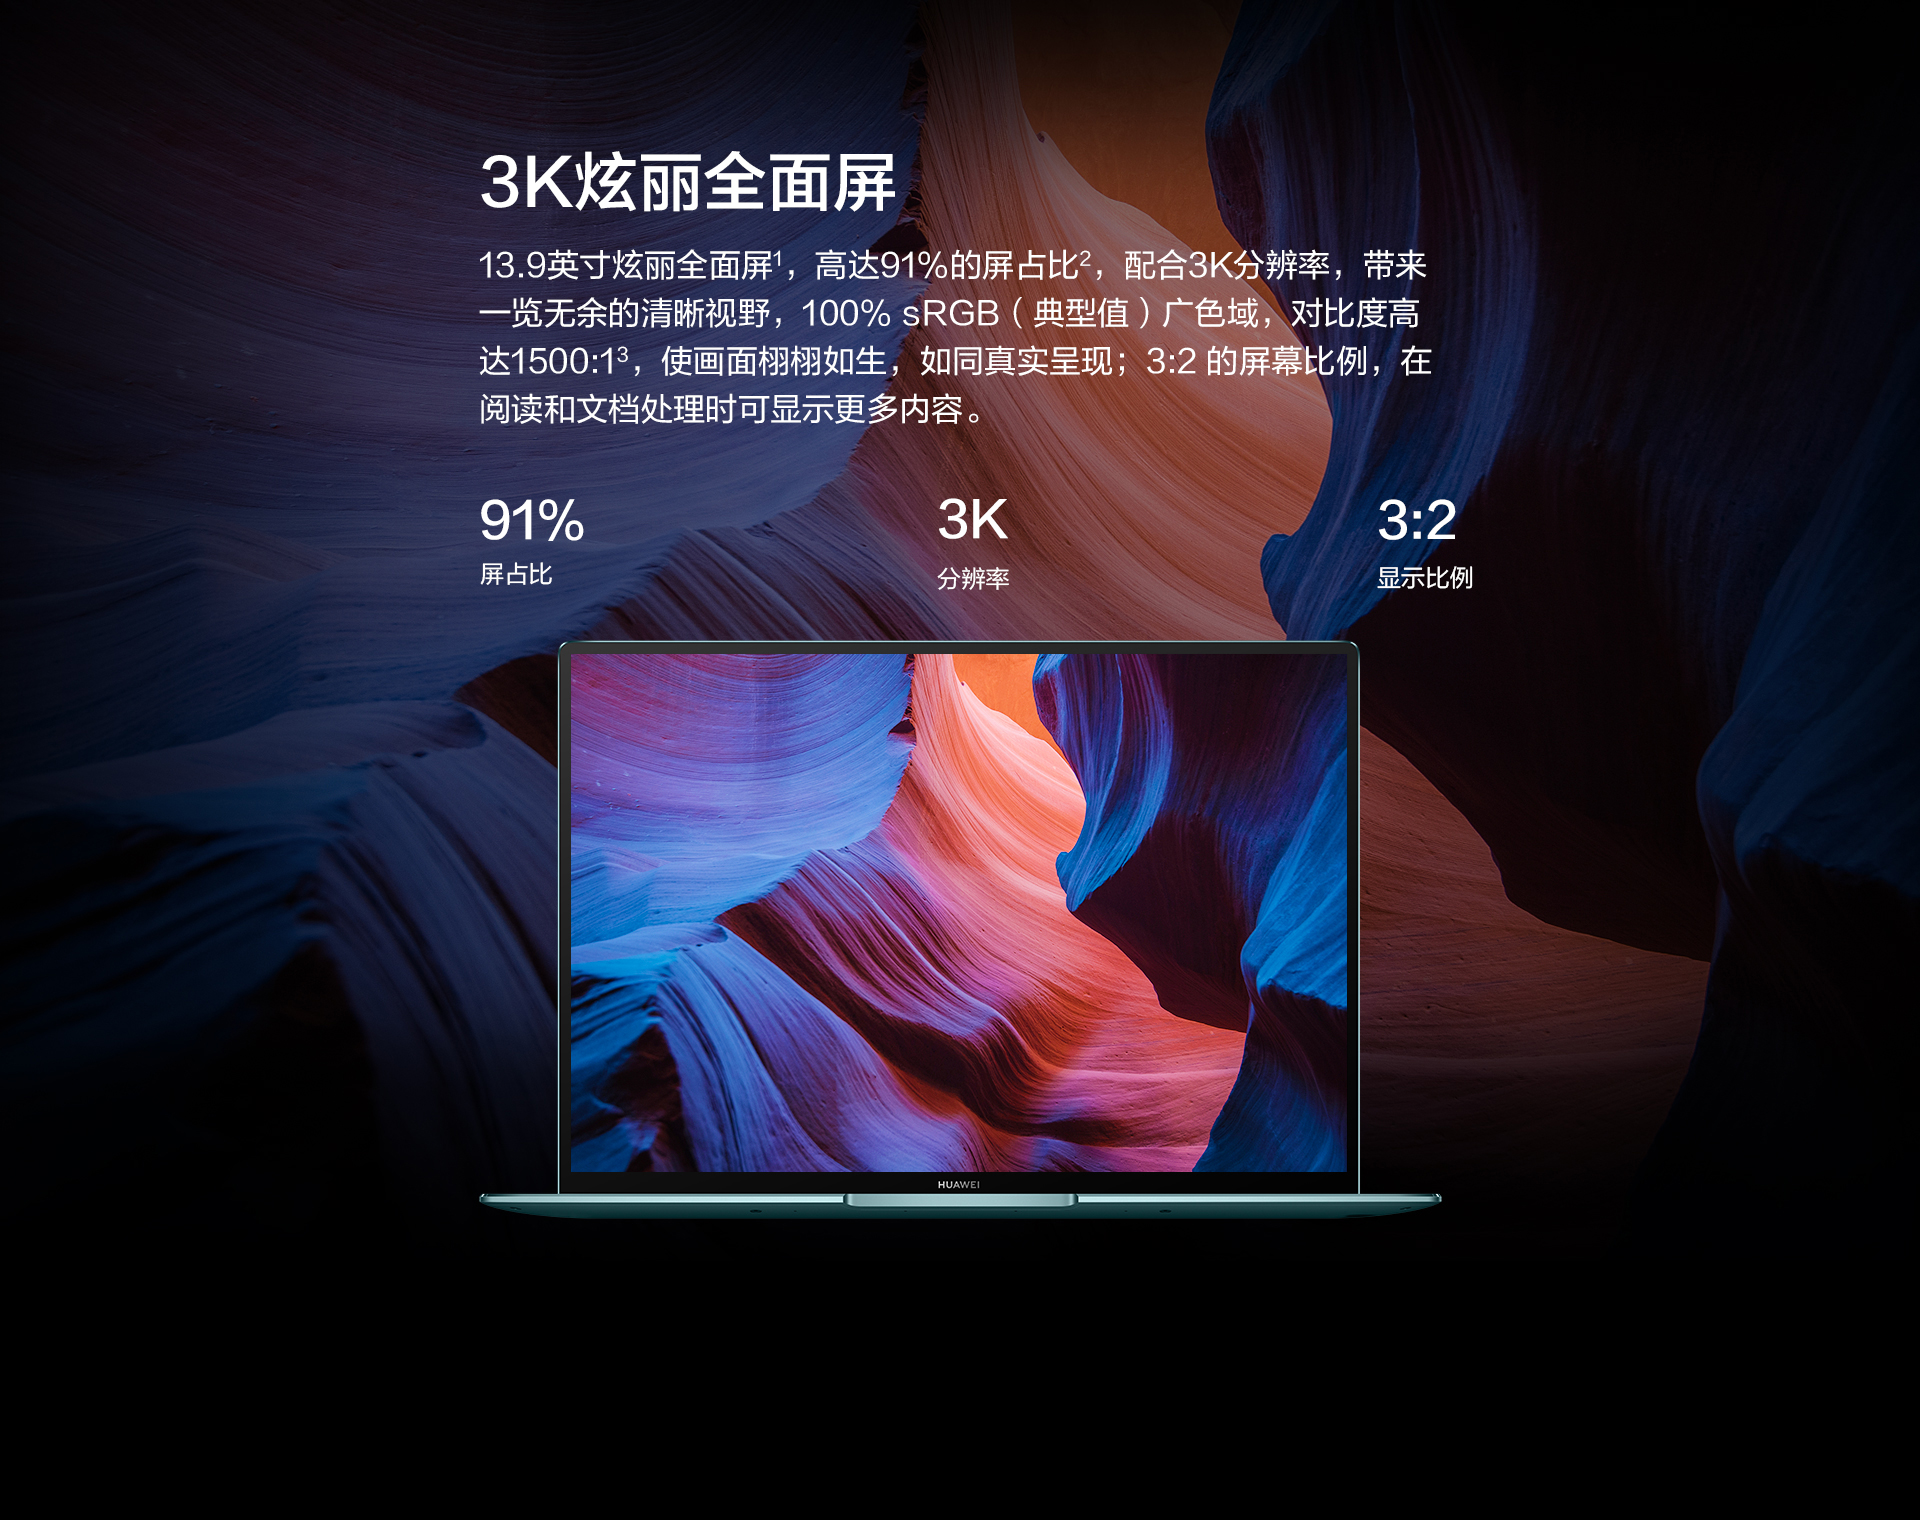 3K炫丽全面屏
13.9英寸炫丽全面屏¹，高达91%的屏占比²，配合3K分辨率，带来
一览无余的清晰视野，100% sRGB（典型值）广色域，对比度高
达1500:1³，使画面栩栩如生，如同真实呈现；3:2 的屏幕比例，在
阅读和文档处理时可显示更多内容。
91%
屏占比
3K
分辨率
3:2
显示比例
HUAWEI